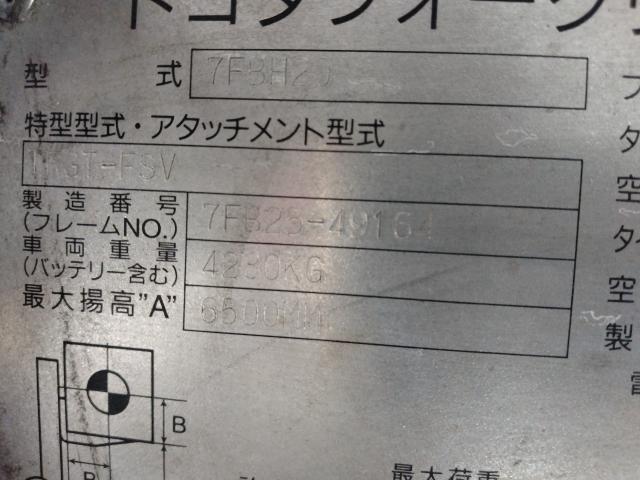 トヨタフォークリ
型 式 7FBH25
特型型式・アタッチメント型式
製造番号
(フレームNO.) 7FB25-49164
車両重量
(バッテリー含む) 4280KG
最大揚高"A" 6500MM
B
B
最大荷重
タ
空
タ
空
製